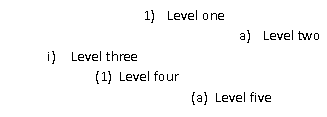 1) Level one
a) Level two
i) Level three
(1) Level four
(a) Level five